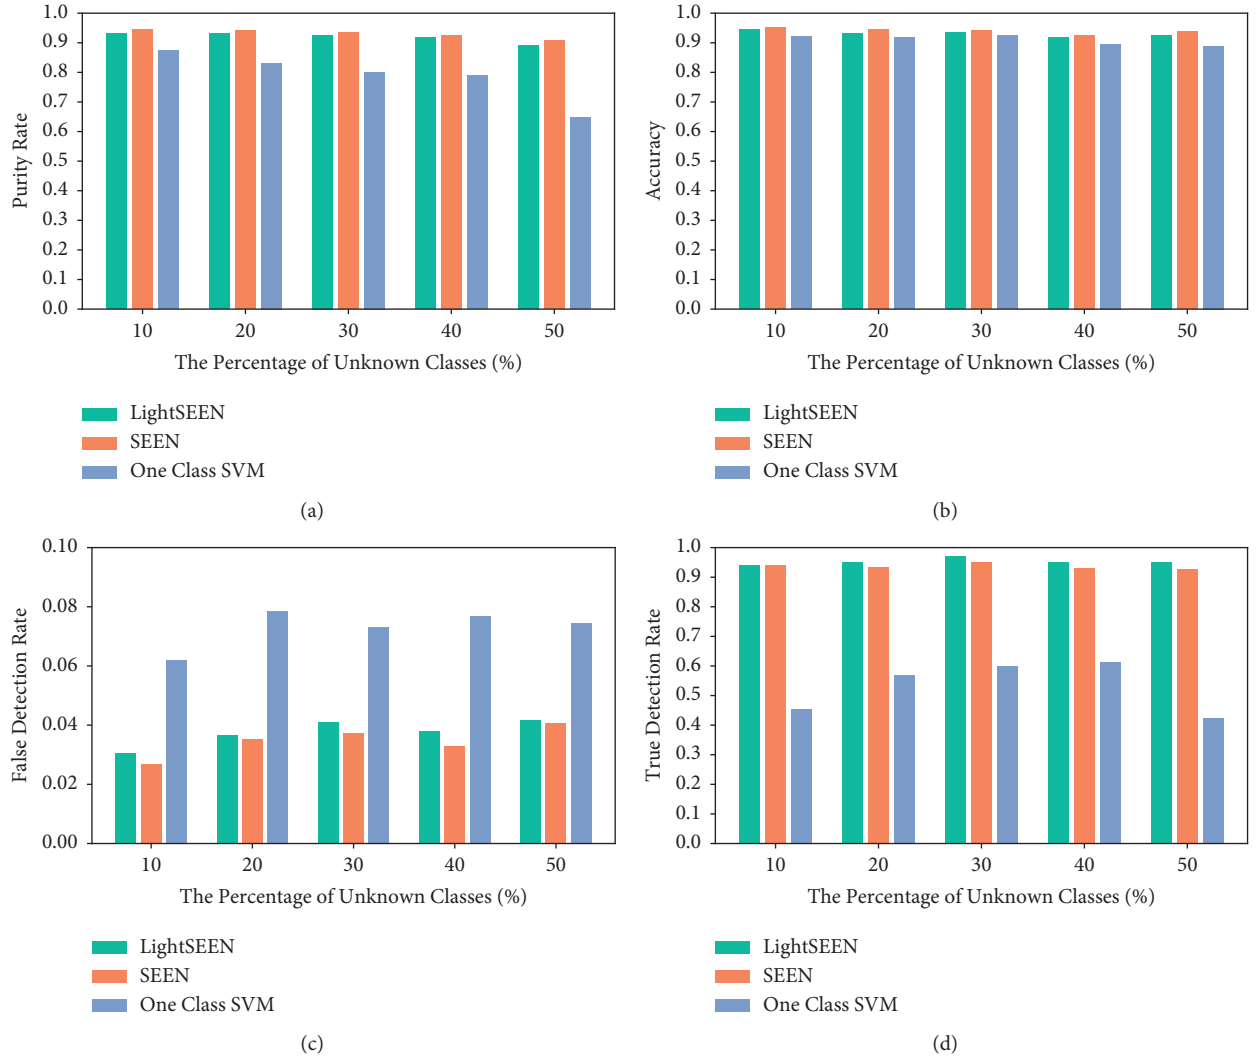 1.0
0.9
0.8
0.7
0.6
0.5
0.4
0.3
0.2
0.1
0.0
Purity Rate
10 20 30 40 50
The Percentage of Unknown Classes (%)
LightSEEN
SEEN
One Class SVM
(a)
1.0
0.9
0.8
0.7
0.6
0.5
0.4
0.3
0.2
0.1
0.0
Accuracy
10 20 30 40 50
The Percentage of Unknown Classes (%)
LightSEEN
SEEN
One Class SVM
(b)
0.10
0.08
0.06
0.04
0.02
0.00
False Detection Rate
10 20 30 40 50
The Percentage of Unknown Classes (%)
LightSEEN
SEEN
One Class SVM
(c)
1.0
0.9
0.8
0.7
0.6
0.5
0.4
0.3
0.2
0.1
0.0
True Detection Rate
10 20 30 40 50
The Percentage of Unknown Classes (%)
LightSEEN
SEEN
One Class SVM
(d)